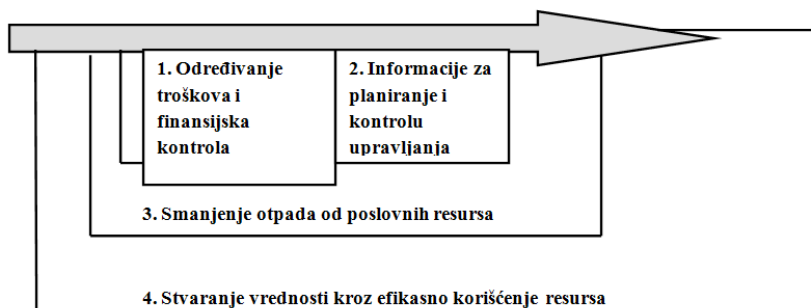 1. Određivanje
troškova i
finansijska
kontrola
2. Informacije za
planiranje i
kontrolu
upravljanja
3. Smanjenje otpada od poslovnih resursa
4. Stvaranje vrednosti kroz efikasno korišćenje resursa